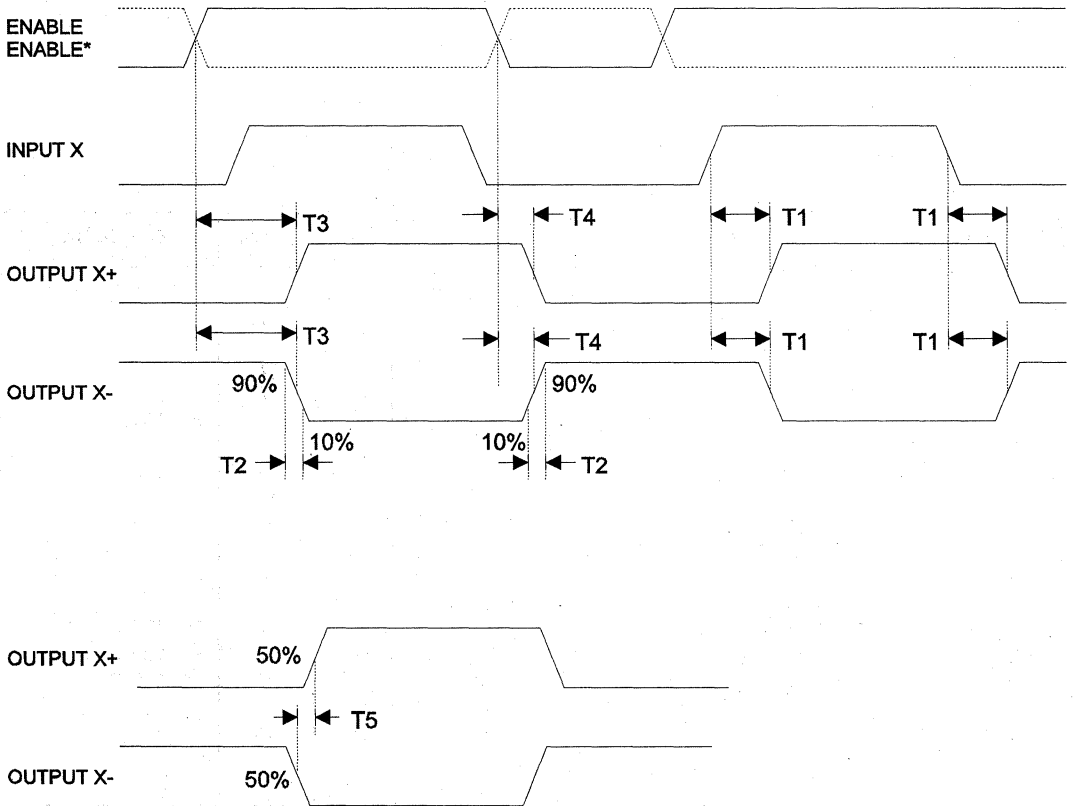 ENABLE
ENABLE*
INPUT X
T3
T4
T1
T1
OUTPUT X+
T3
T4
T1
T1
OUTPUT X-
90%
90%
10%
10%
T2
T2
OUTPUT X+
50%
T5
OUTPUT X-
50%